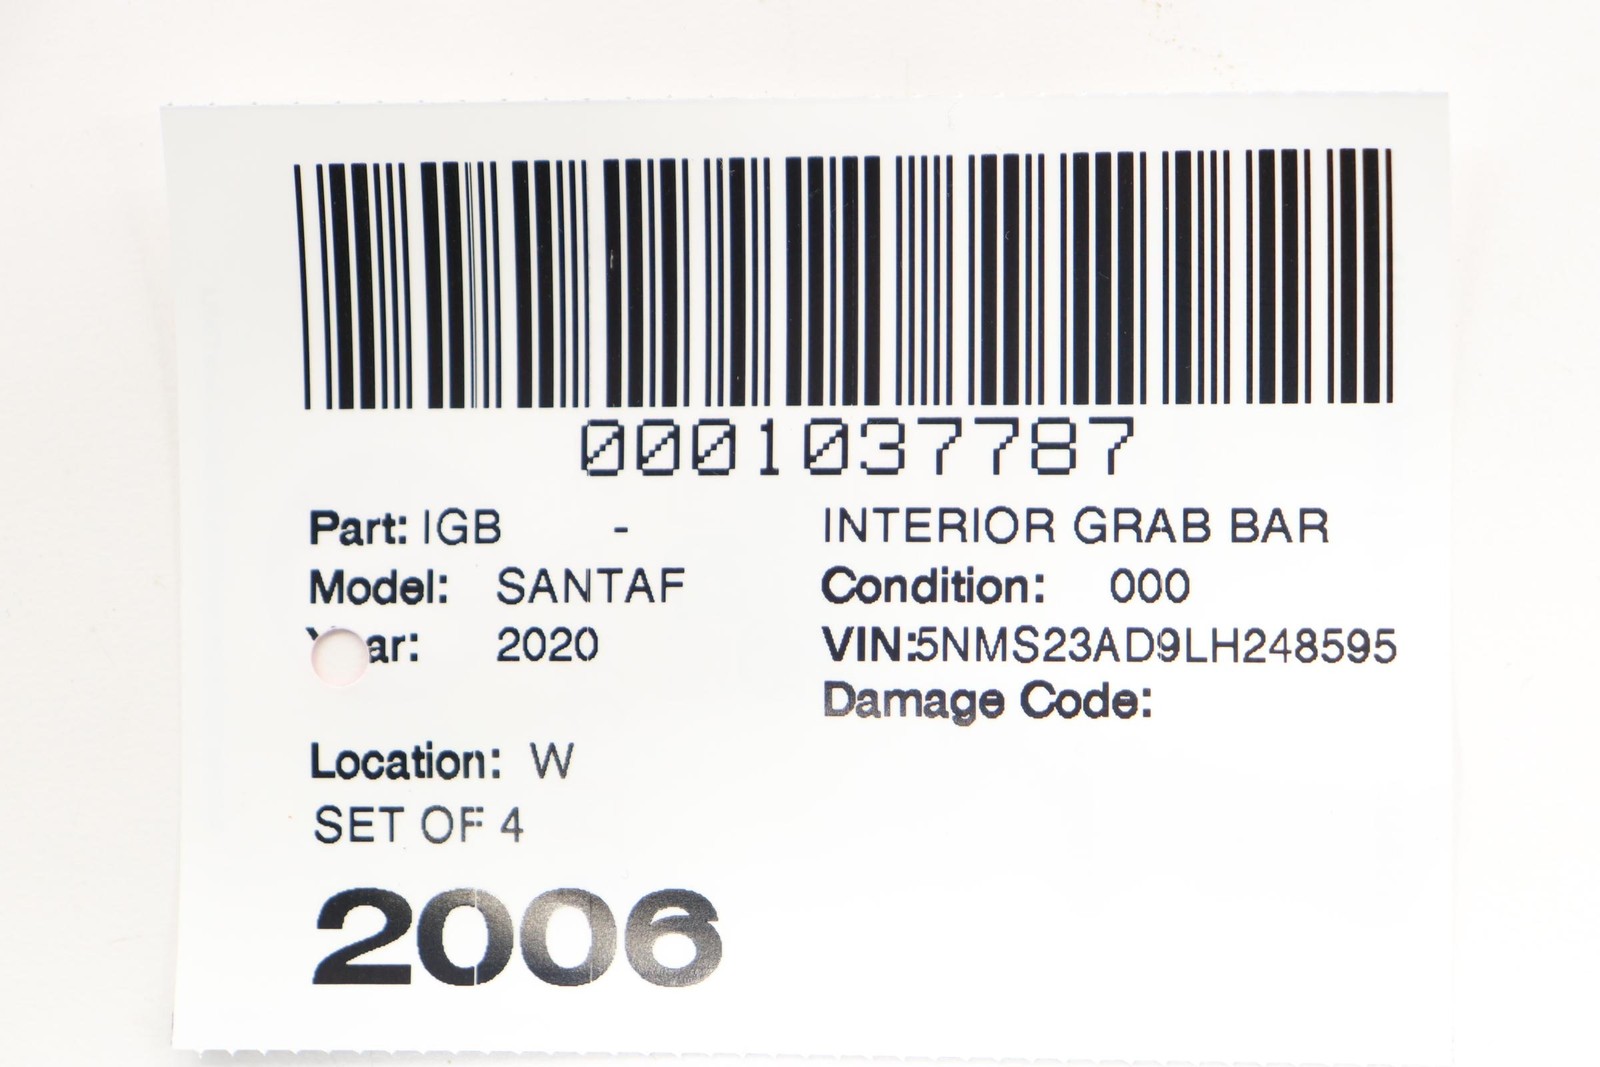 0001037787
Part: IGB - INTERIOR GRAB BAR
Model: SANTAF Condition: 000
2020 VIN:5NMS23AD9LH248595
Damage Code:
Location: W
SET OF 4
2006